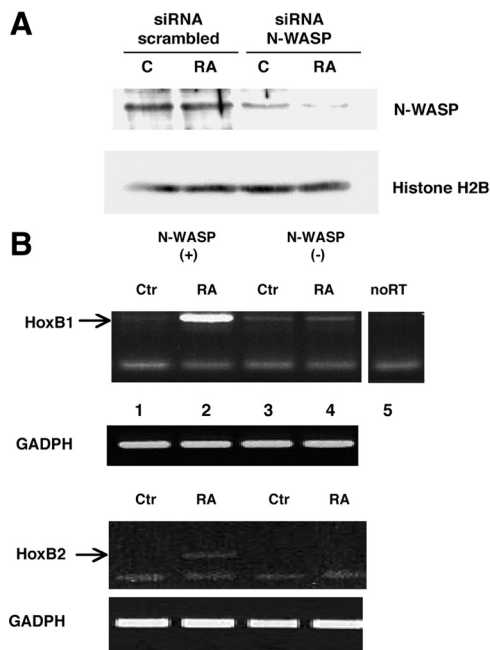 A
siRNA scrambled siRNA N-WASP
C RA C RA
N-WASP
Histone H2B
B
N-WASP (+) N-WASP (-)
Ctr RA Ctr RA noRT
HoxB1
1 2 3 4 5
GADPH
Ctr RA Ctr RA
HoxB2
GADPH